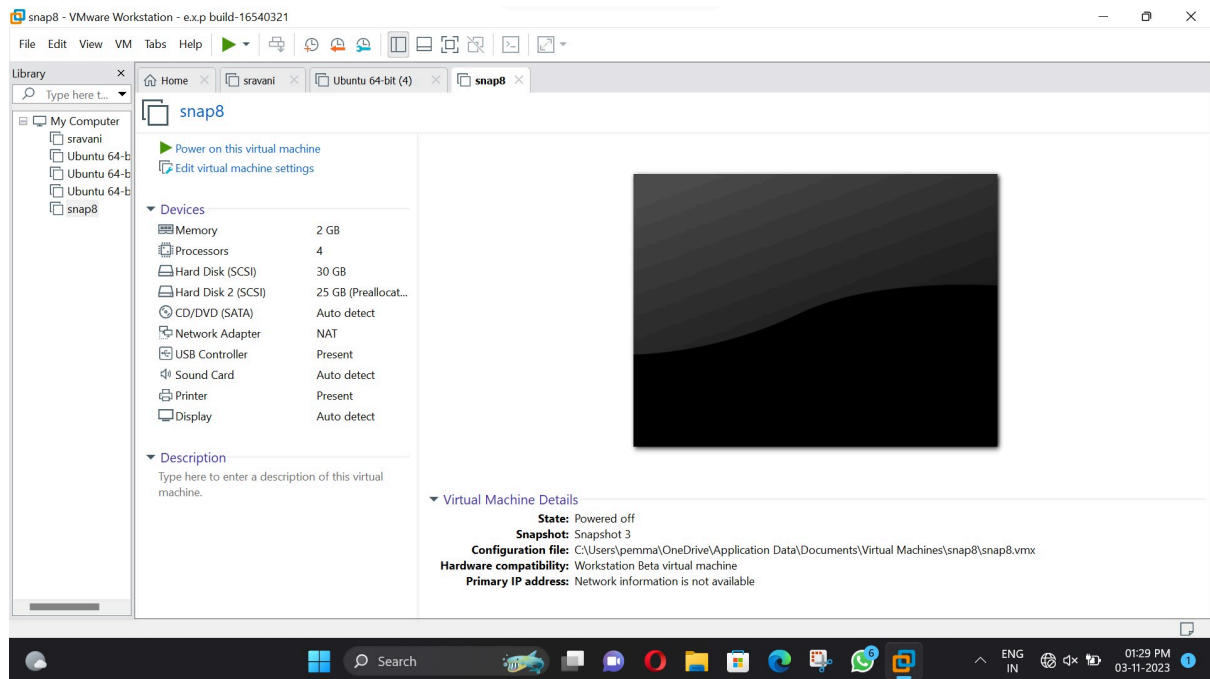 snap8 - VMware Workstation - e.x.p build-16540321
File Edit View VM Tabs Help
Library
Type here t...
My Computer
sravani
Ubuntu 64-b
Ubuntu 64-b
Ubuntu 64-b
snap8
Home sravani Ubuntu 64-bit (4) snap8
snap8
Power on this virtual machine
Edit virtual machine settings
Devices
Memory 2 GB
Processors 4
Hard Disk (SCSI) 30 GB
Hard Disk 2 (SCSI) 25 GB (Preallocat...
CD/DVD (SATA) Auto detect
Network Adapter NAT
USB Controller Present
Sound Card Auto detect
Printer Present
Display Auto detect
Description
Type here to enter a description of this virtual
machine.
Virtual Machine Details
State: Powered off
Snapshot: Snapshot 3
Configuration file: C:\Users\pemma\OneDrive\Application Data\Documents\Virtual Machines\snap8\snap8.vmx
Hardware compatibility: Workstation Beta virtual machine
Primary IP address: Network information is not available
Search
6
ENG
IN
01:29 PM
03-11-2023
1